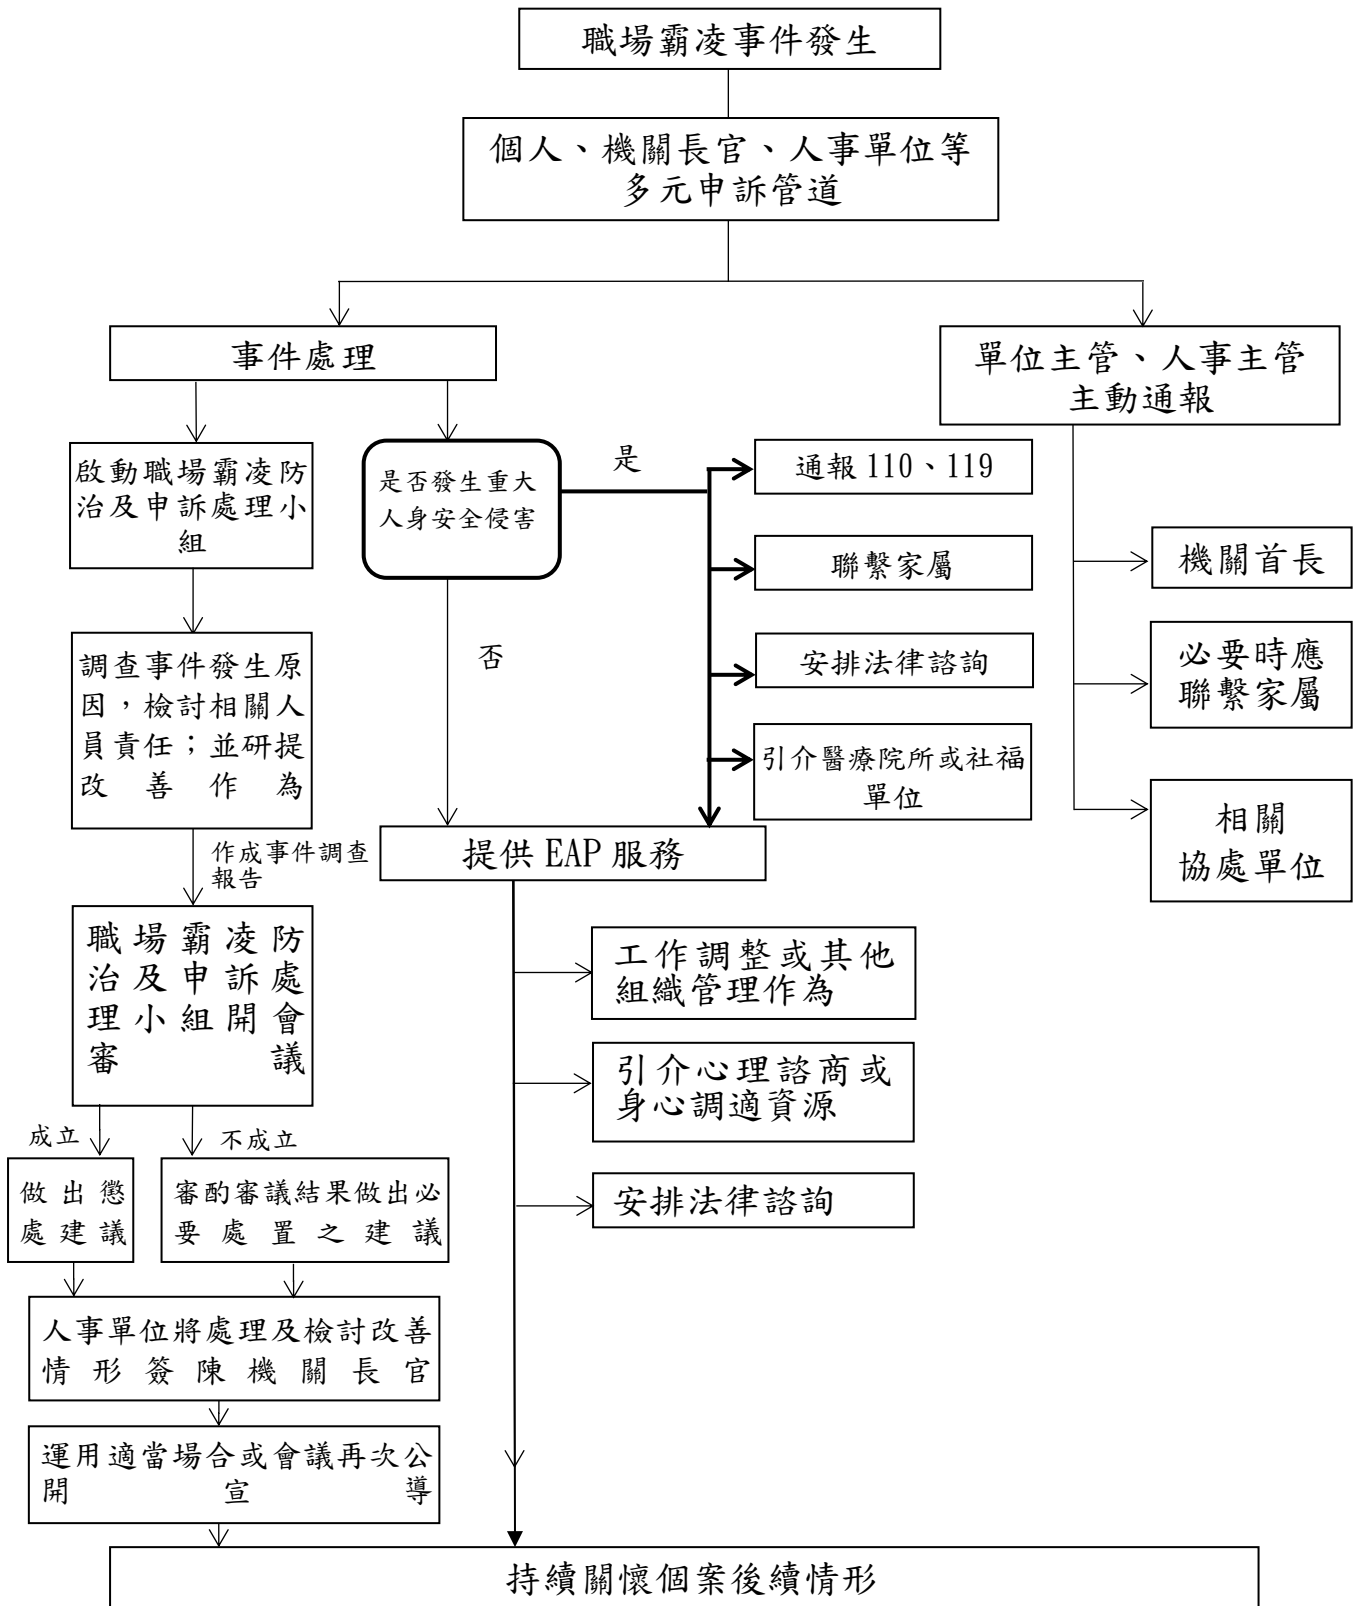 職場霸凌事件發生
個人、機關長官、人事單位等
多元申訴管道
事件處理
單位主管、人事主管
主動通報
啟動職場霸凌防
治及申訴處理小
組
是否發生重大
人身安全侵害
是
通報 110、119
聯繫家屬
安排法律諮詢
引介醫療院所或社福
單位
機關首長
必要時應
聯繫家屬
相關
協處單位
否
調查事件發生原
因，檢討相關人
員責任；並研提
改善作為
作成事件調查
報告
提供 EAP 服務
職場霸凌防
治及申訴處
理小組開會
審議
工作調整或其他
組織管理作為
引介心理諮商或
身心調適資源
安排法律諮詢
成立
不成立
做出懲
處建議
審酌審議結果做出必
要處置之建議
人事單位將處理及檢討改善
情形簽陳機關長官
運用適當場合或會議再次公
開宣導
持續關懷個案後續情形